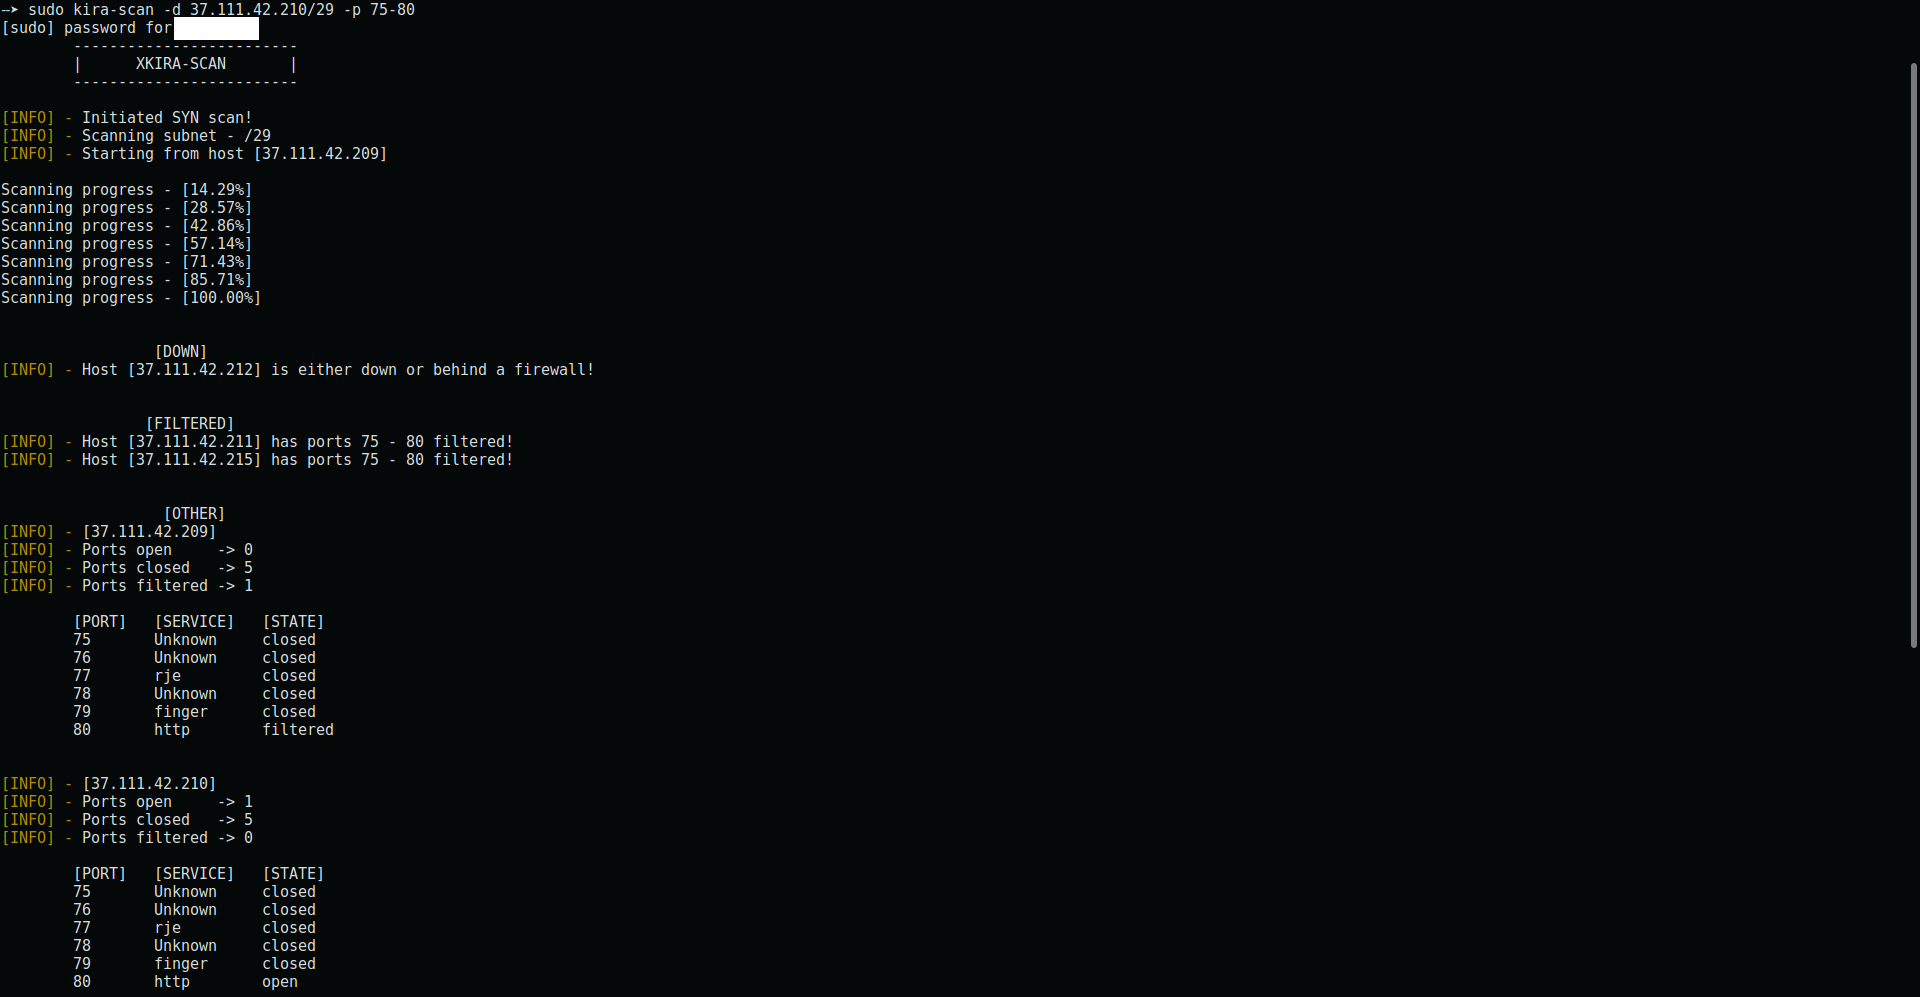 --➤ sudo kira-scan -d 37.111.42.210/29 -p 75-80
[sudo] password for
-------------------------
|      XKIRA-SCAN       |
-------------------------
[INFO] - Initiated SYN scan!
[INFO] - Scanning subnet - /29
[INFO] - Starting from host [37.111.42.209]
Scanning progress - [14.29%]
Scanning progress - [28.57%]
Scanning progress - [42.86%]
Scanning progress - [57.14%]
Scanning progress - [71.43%]
Scanning progress - [85.71%]
Scanning progress - [100.00%]
[DOWN]
[INFO] - Host [37.111.42.212] is either down or behind a firewall!
[FILTERED]
[INFO] - Host [37.111.42.211] has ports 75 - 80 filtered!
[INFO] - Host [37.111.42.215] has ports 75 - 80 filtered!
[OTHER]
[INFO] - [37.111.42.209]
[INFO] - Ports open     -> 0
[INFO] - Ports closed   -> 5
[INFO] - Ports filtered -> 1
[PORT]   [SERVICE]   [STATE]
75       Unknown     closed
76       Unknown     closed
77       rje         closed
78       Unknown     closed
79       finger      closed
80       http        filtered
[INFO] - [37.111.42.210]
[INFO] - Ports open     -> 1
[INFO] - Ports closed   -> 5
[INFO] - Ports filtered -> 0
[PORT]   [SERVICE]   [STATE]
75       Unknown     closed
76       Unknown     closed
77       rje         closed
78       Unknown     closed
79       finger      closed
80       http        open